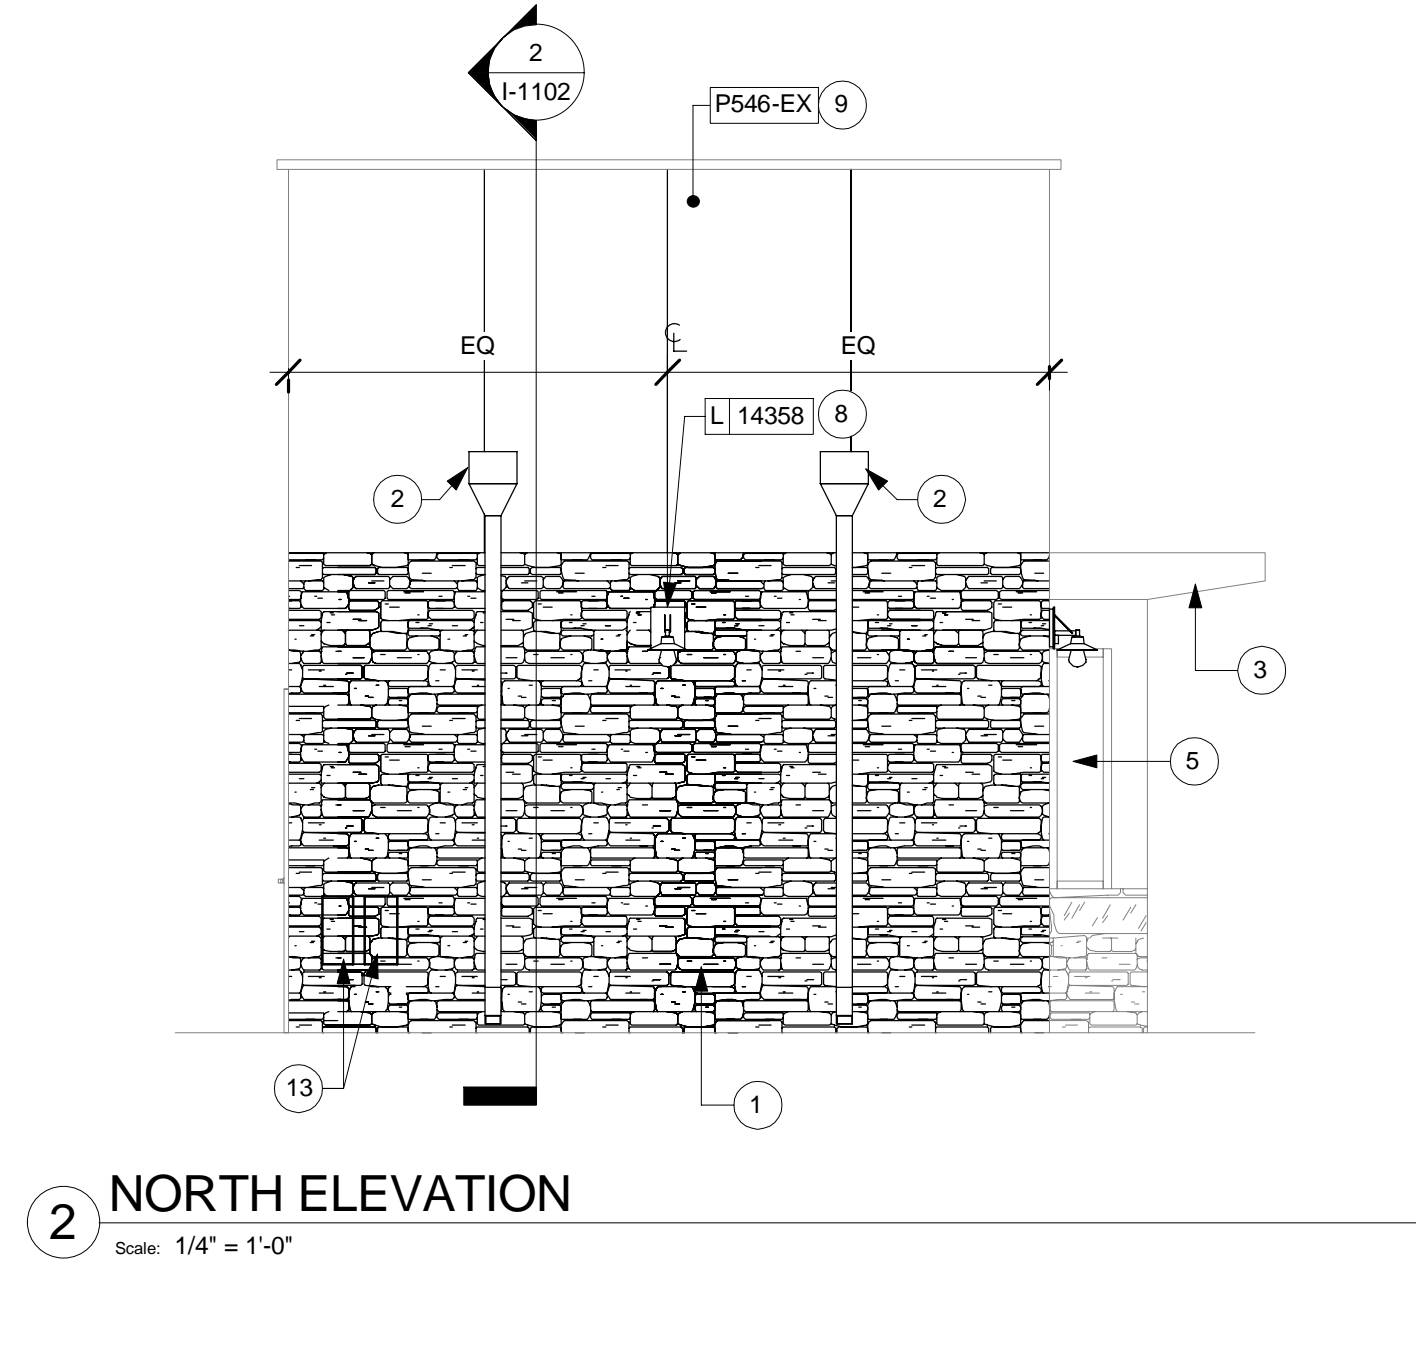 2
I-1102
P546-EX 9
EQ CL EQ
L 14358 8
2 2
3
5
13
1
2 NORTH ELEVATION
Scale: 1/4" = 1'-0"